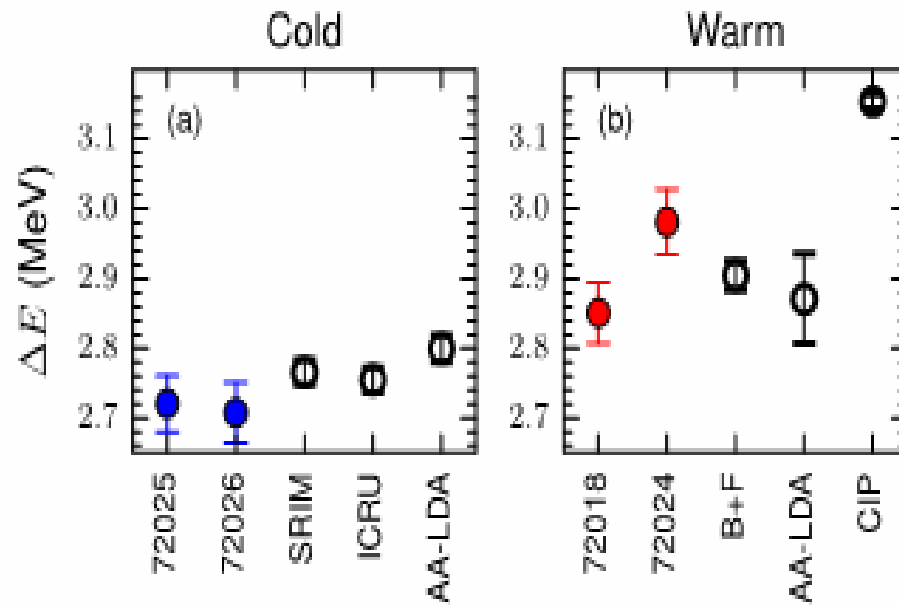 Cold
Warm
(a)
(b)
ΔE (MeV)
3.1
3.0
2.9
2.8
2.7
3.1
3.0
2.9
2.8
2.7
72025
72026
SRIM
ICRU
AA-LDA
72018
72024
B+F
AA-LDA
CIP